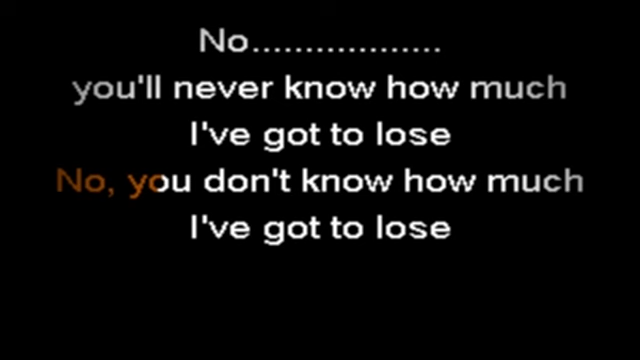 No..................
you'll never know how much
I've got to lose
No, you don't know how much
I've got to lose